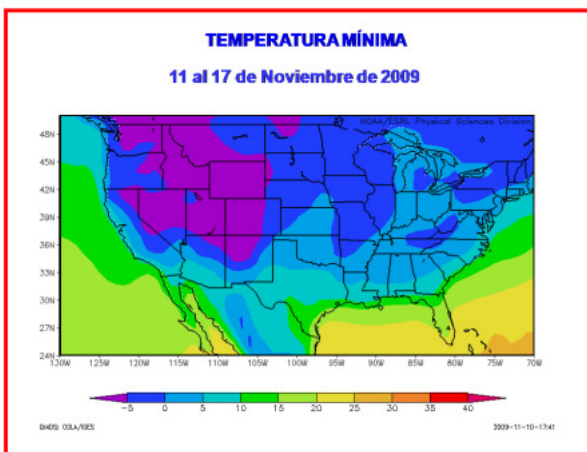 TEMPERATURA MÍNIMA
11 al 17 de Noviembre de 2009
NOAA/ESRL Physical Sciences Division
48N
45N
42N
39N
36N
33N
30N
27N
24N
130W 125W 120W 115W 110W 105W 100W 95W 90W 85W 80W 75W 70W
-5 0 5 10 15 20 25 30 35 40
GrADS: COLA/IGES 2009-11-10-17:41